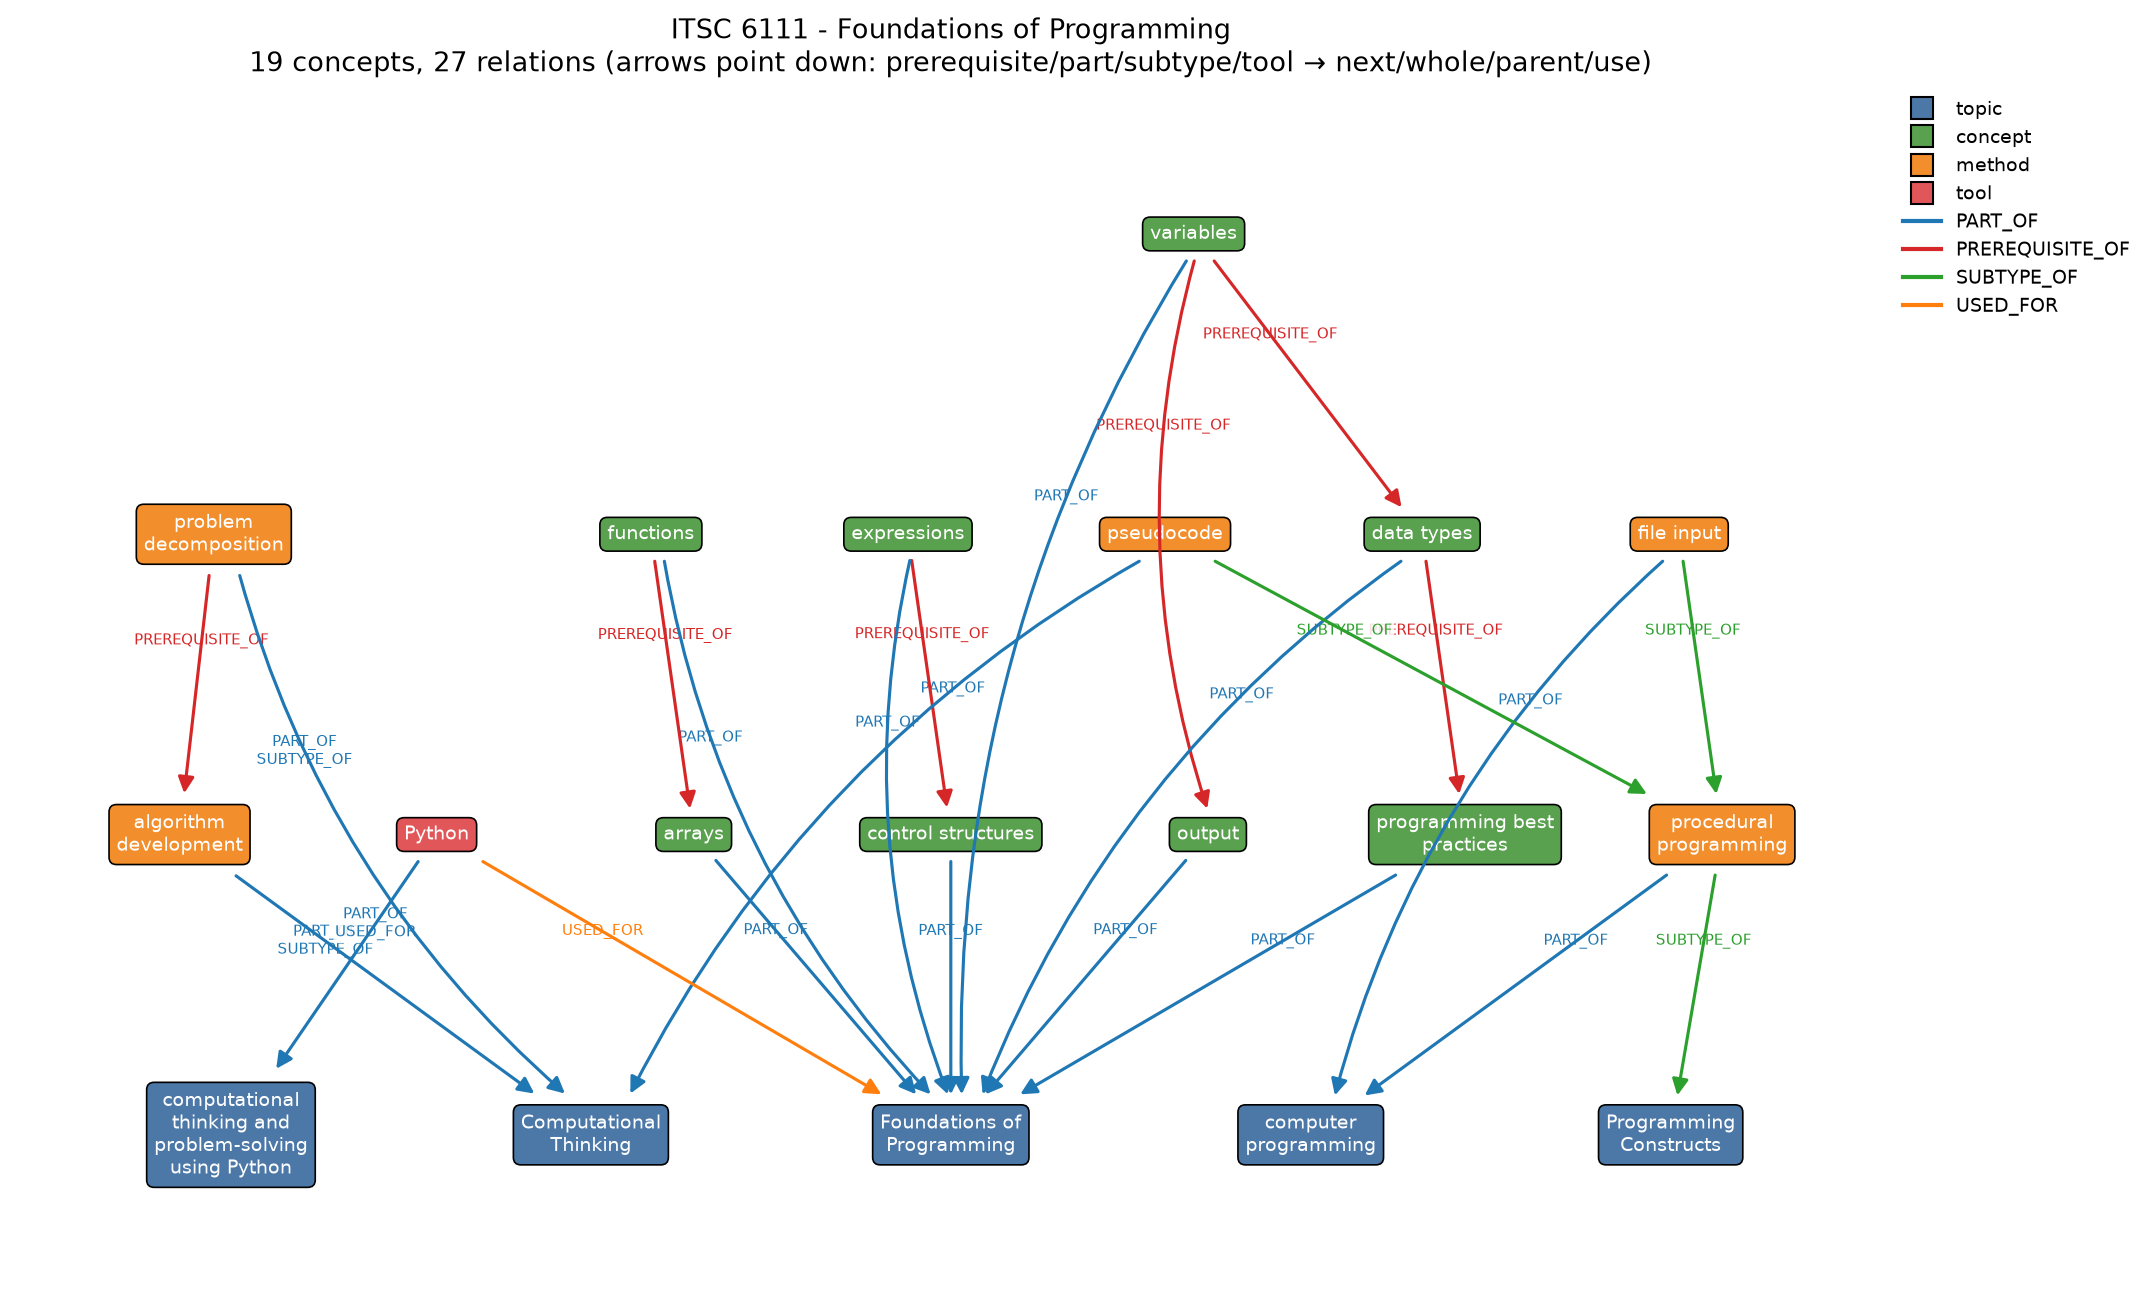 ITSC 6111 - Foundations of Programming
19 concepts, 27 relations (arrows point down: prerequisite/part/subtype/tool → next/whole/parent/use)
topic
concept
method
tool
PART_OF
PREREQUISITE_OF
SUBTYPE_OF
USED_FOR
variables
PREREQUISITE_OF
PREREQUISITE_OF
PART_OF
problem
decomposition
functions
expressions
pseudocode
data types
file input
PREREQUISITE_OF
PREREQUISITE_OF
PREREQUISITE_OF
SUBTYPE_OF
REQUISITE_OF
SUBTYPE_OF
PART_OF
PART_OF
PART_OF
PART_OF
PART_OF
PART_OF
SUBTYPE_OF
algorithm
development
Python
arrays
control structures
output
programming best
practices
procedural
programming
PART_OF
PART_USED_FOR
SUBTYPE_OF
USED_FOR
PART_OF
PART_OF
PART_OF
PART_OF
PART_OF
SUBTYPE_OF
computational
thinking and
problem-solving
using Python
Computational
Thinking
Foundations of
Programming
computer
programming
Programming
Constructs